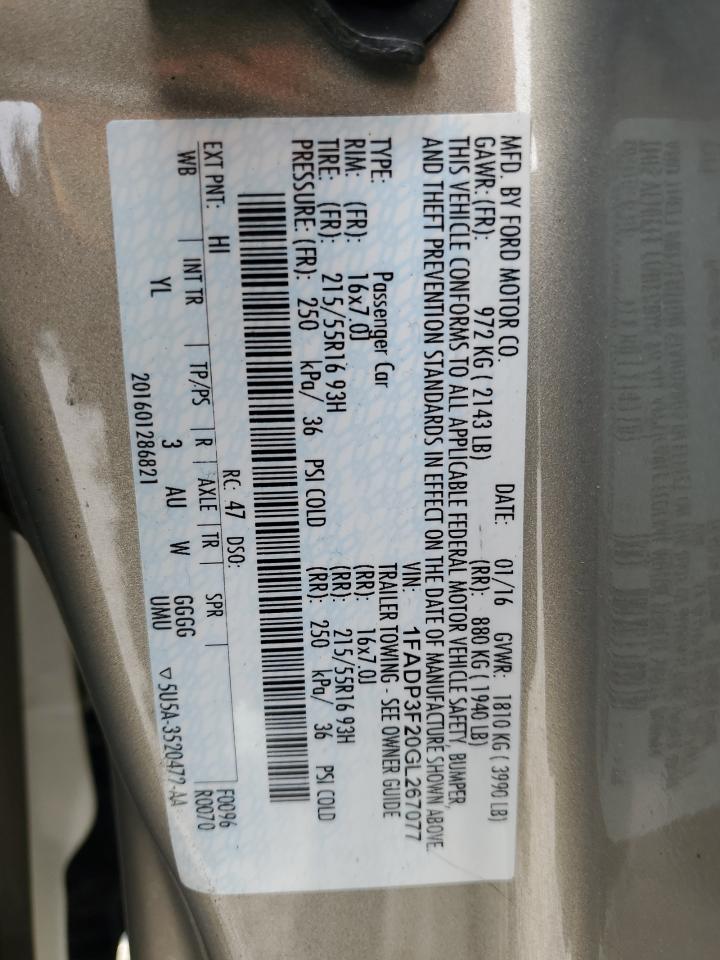 MFD. BY FORD MOTOR CO.
DATE: 01/16 GVWR: 1810 KG ( 3990 LB)
GAWR: (FR): 972 KG ( 2143 LB) (RR): 880 KG ( 1940 LB)
THIS VEHICLE CONFORMS TO ALL APPLICABLE FEDERAL MOTOR VEHICLE SAFETY, BUMPER,
AND THEFT PREVENTION STANDARDS IN EFFECT ON THE DATE OF MANUFACTURE SHOWN ABOVE.
VIN: 1FADP3F20GL267077
TYPE: Passenger Car TRAILER TOWING - SEE OWNER GUIDE
RIM: (FR): 16x7.0J (RR): 16x7.0J
TIRE: (FR): 215/55R16 93H (RR): 215/55R16 93H
PRESSURE: (FR): 250 kPa/ 36 PSI COLD (RR): 250 kPa/ 36 PSI COLD
EXT PNT: HI RC: 47 DSO: F0096
WB | INT TR | TP/PS | R | AXLE | TR | SPR R0070
YL 3 AU W GGGG
UMU
201601286821 ▽5U5A-3520472-AA